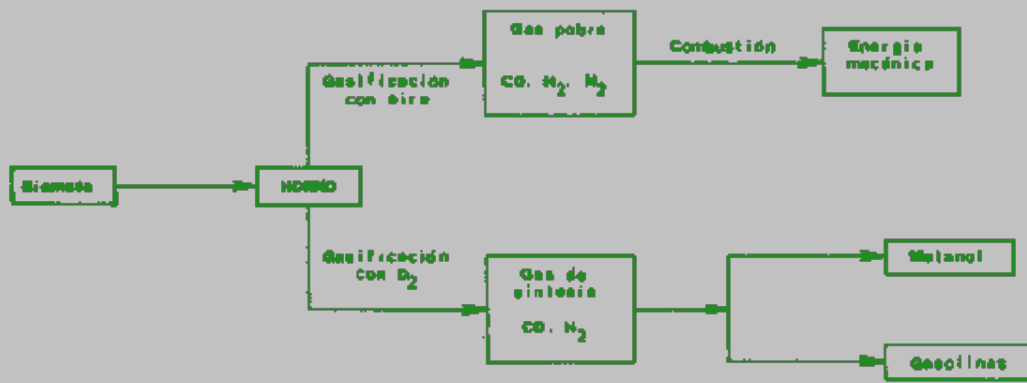 Gas pobre
CO, H2, N2
Combustión
Energía
mecánica
Gasificación
con aire
Biomasa
HORNO
Gasificación
con O2
Gas de
síntesis
CO, H2
Metanol
Gasolinas